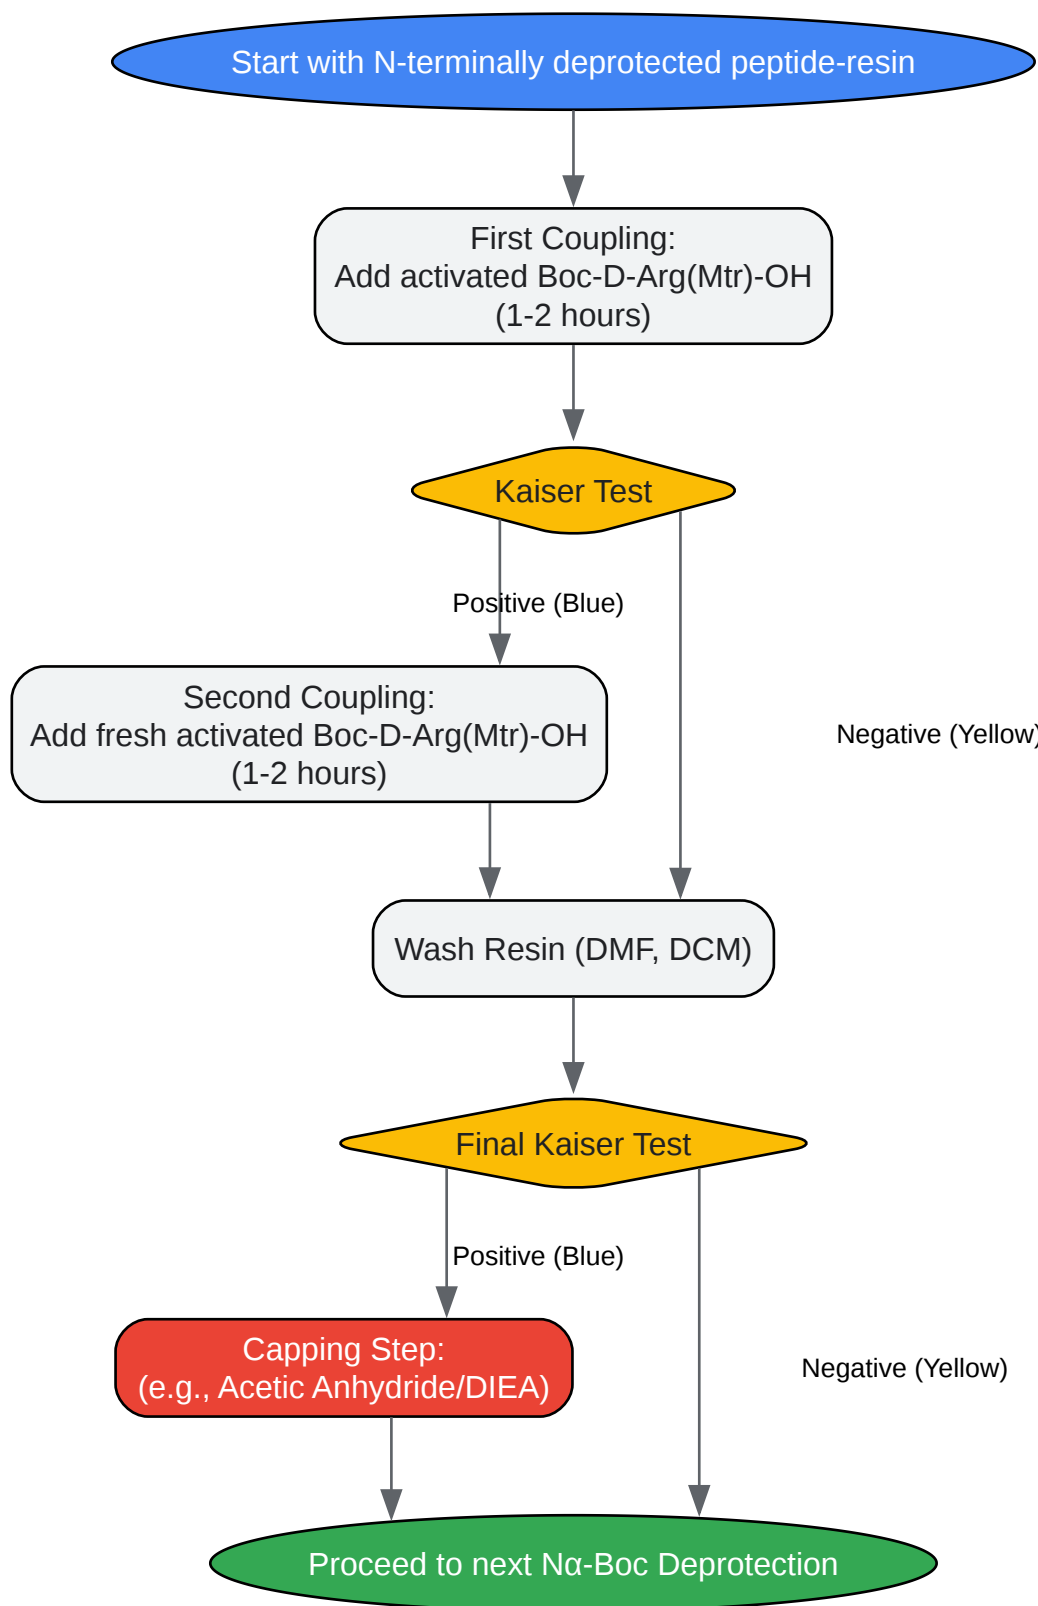 Start with N-terminally deprotected peptide-resin
First Coupling:
Add activated Boc-D-Arg(Mtr)-OH
(1-2 hours)
Kaiser Test
Positive (Blue)
Second Coupling:
Add fresh activated Boc-D-Arg(Mtr)-OH
(1-2 hours)
Negative (Yellow)
Wash Resin (DMF, DCM)
Final Kaiser Test
Positive (Blue)
Capping Step:
(e.g., Acetic Anhydride/DIEA)
Negative (Yellow)
Proceed to next Nα-Boc Deprotection